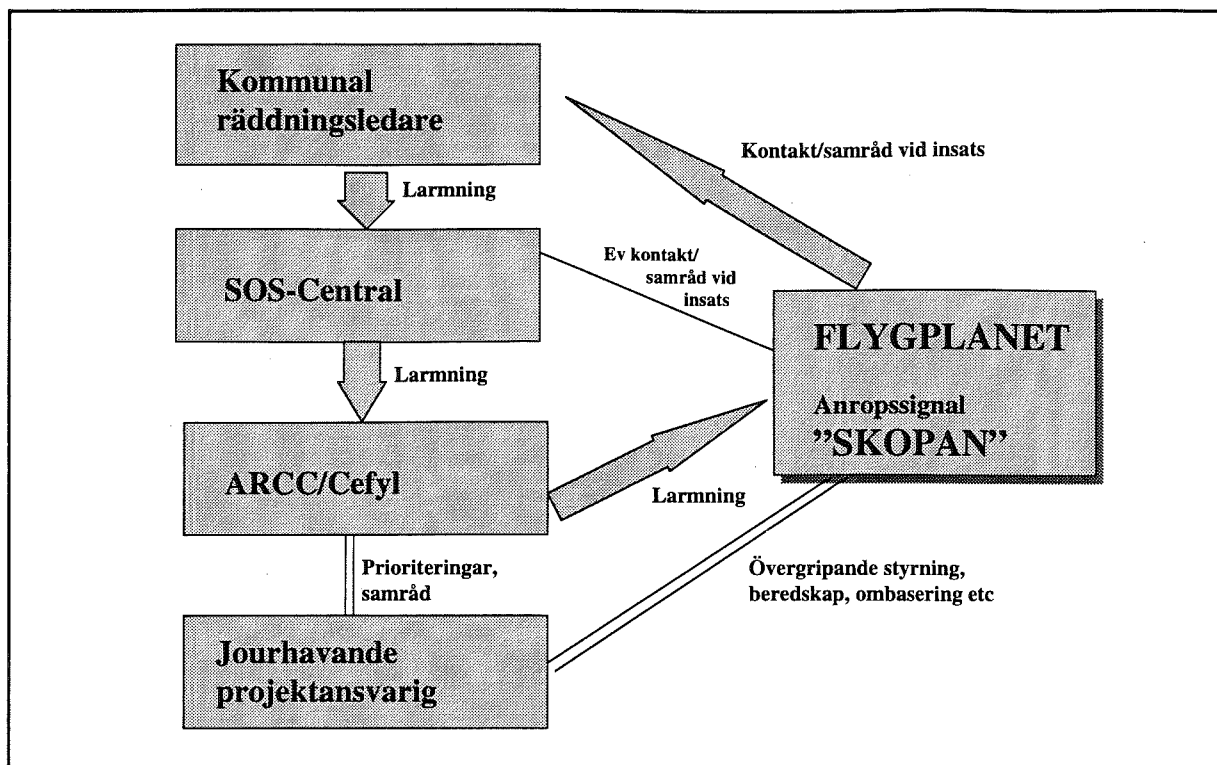 Kommunal
räddningsledare
Kontakt/samråd vid insats
Larmning
Ev kontakt/
samråd vid
insats
SOS-Central
FLYGPLANET
Larmning
Anropssignal
”SKOPAN”
ARCC/Cefyl
Larmning
Prioriteringar,
samråd
Övergripande styrning,
beredskap, ombasering etc
Jourhavande
projektansvarig